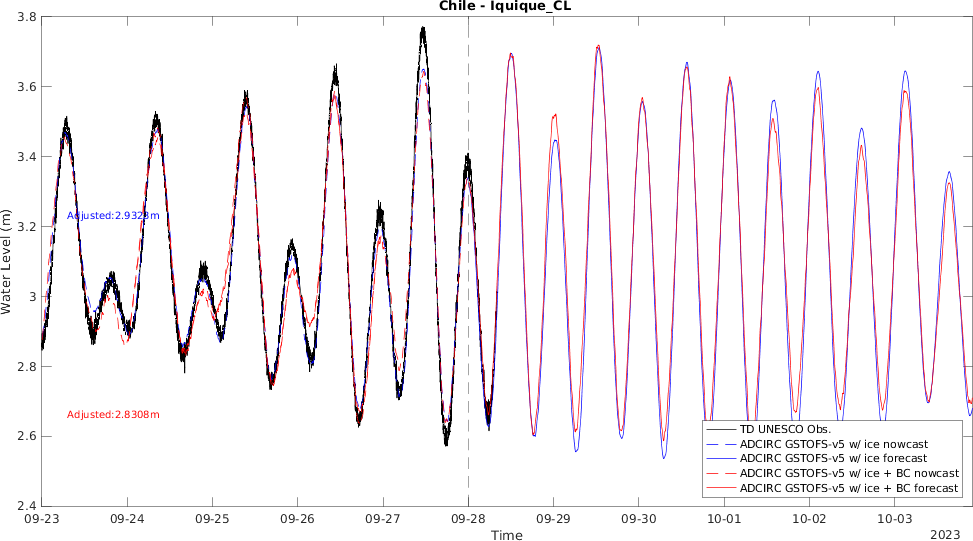 Chile - Iquique_CL
3.8
3.6
3.4
3.2
3
2.8
2.6
2.4
Water Level (m)
Adjusted:2.9323m
Adjusted:2.8308m
TD UNESCO Obs.
ADCIRC GSTOFS-v5 w/ ice nowcast
ADCIRC GSTOFS-v5 w/ ice forecast
ADCIRC GSTOFS-v5 w/ ice + BC nowcast
ADCIRC GSTOFS-v5 w/ ice + BC forecast
09-23 09-24 09-25 09-26 09-27 09-28 09-29 09-30 10-01 10-02 10-03
Time
2023